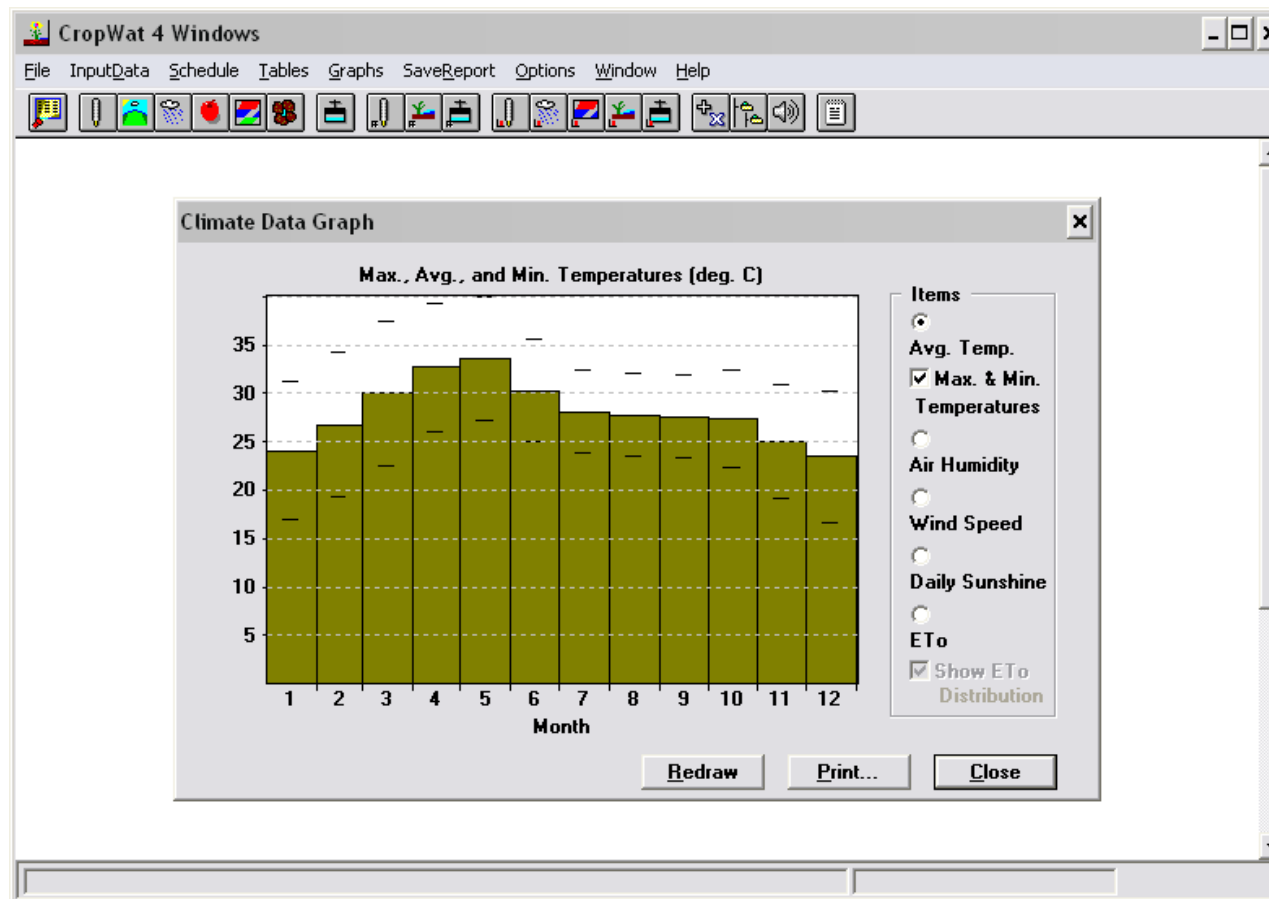 CropWat 4 Windows
File InputData Schedule Tables Graphs SaveReport Options Window Help
Climate Data Graph
Max., Avg., and Min. Temperatures (deg. C)
35
30
25
20
15
10
5
1 2 3 4 5 6 7 8 9 10 11 12
Month
Items
Avg. Temp.
Max. & Min.
Temperatures
Air Humidity
Wind Speed
Daily Sunshine
ETo
Show ETo
Distribution
Redraw Print... Close